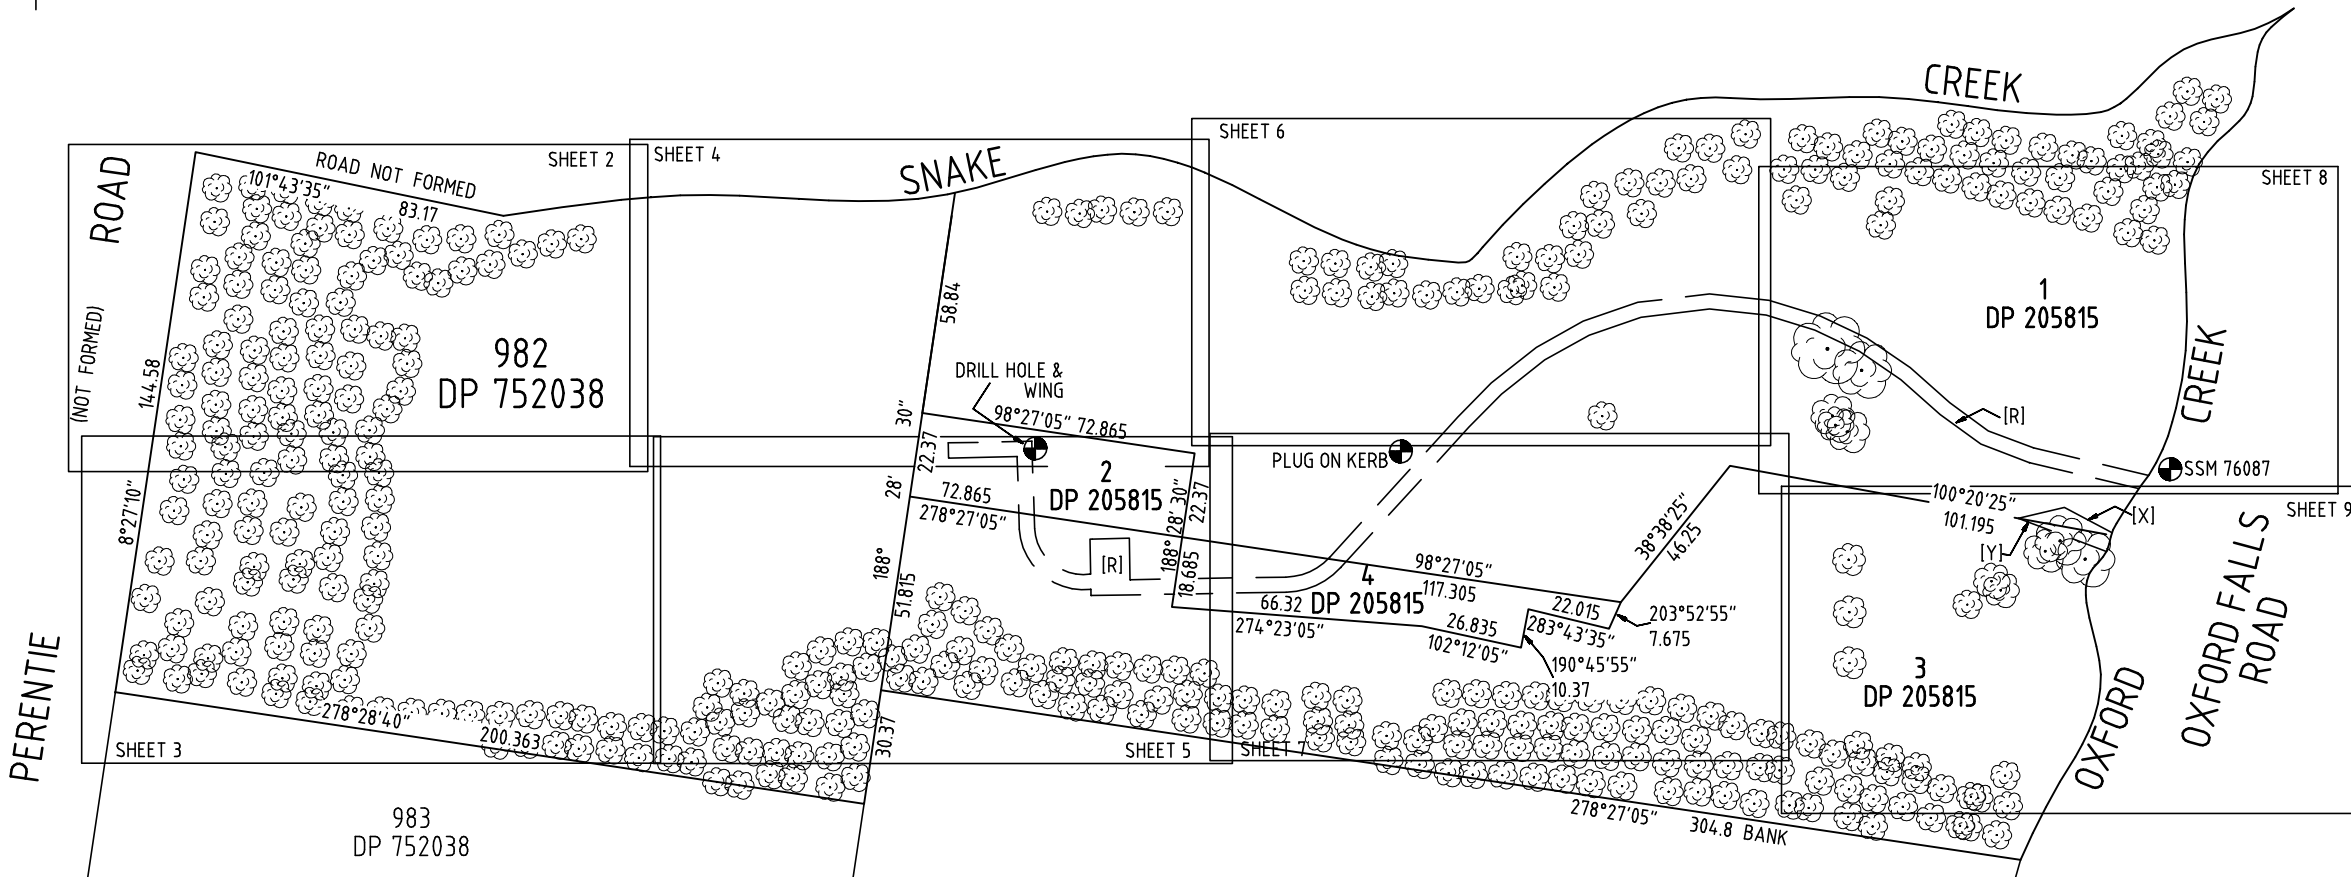 CREEK
SHEET 6
SHEET 2
SHEET 4
SNAKE
ROAD
ROAD NOT FORMED
101°43'35"
83.17
SHEET 8
(NOT FORMED)
144.58
982
DP 752038
58.84
1
DP 205815
CREEK
DRILL HOLE &
WING
[R]
30"
98°27'05" 72.865
22.37
PLUG ON KERB
SSM 76087
2
DP 205815
28'
72.865
278°27'05"
188°28'30"
22.37
8°27'10"
38°38'25"
46.25
100°20'25"
101.195
[X]
[Y]
SHEET 9
188°
51.815
[R]
18.685
98°27'05"
117.305
4
DP 205815
66.32
274°23'05"
26.835
102°12'05"
22.015
283°43'35"
203°52'55"
7.675
190°45'55"
10.37
3
DP 205815
OXFORD FALLS
ROAD
OXFORD
PERENTIE
278°28'40"
200.363
30.37
SHEET 3
SHEET 5
SHEET 7
278°27'05"
304.8 BANK
983
DP 752038